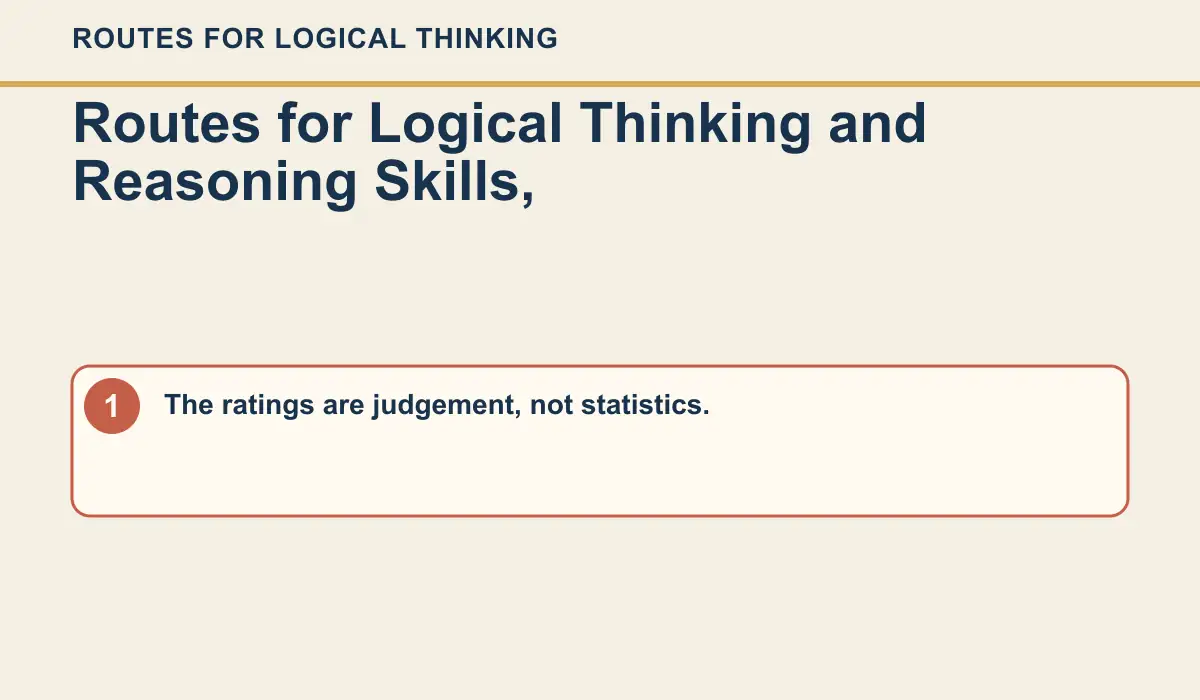 ROUTES FOR LOGICAL THINKING
Routes for Logical Thinking and
Reasoning Skills,
1 The ratings are judgement, not statistics.